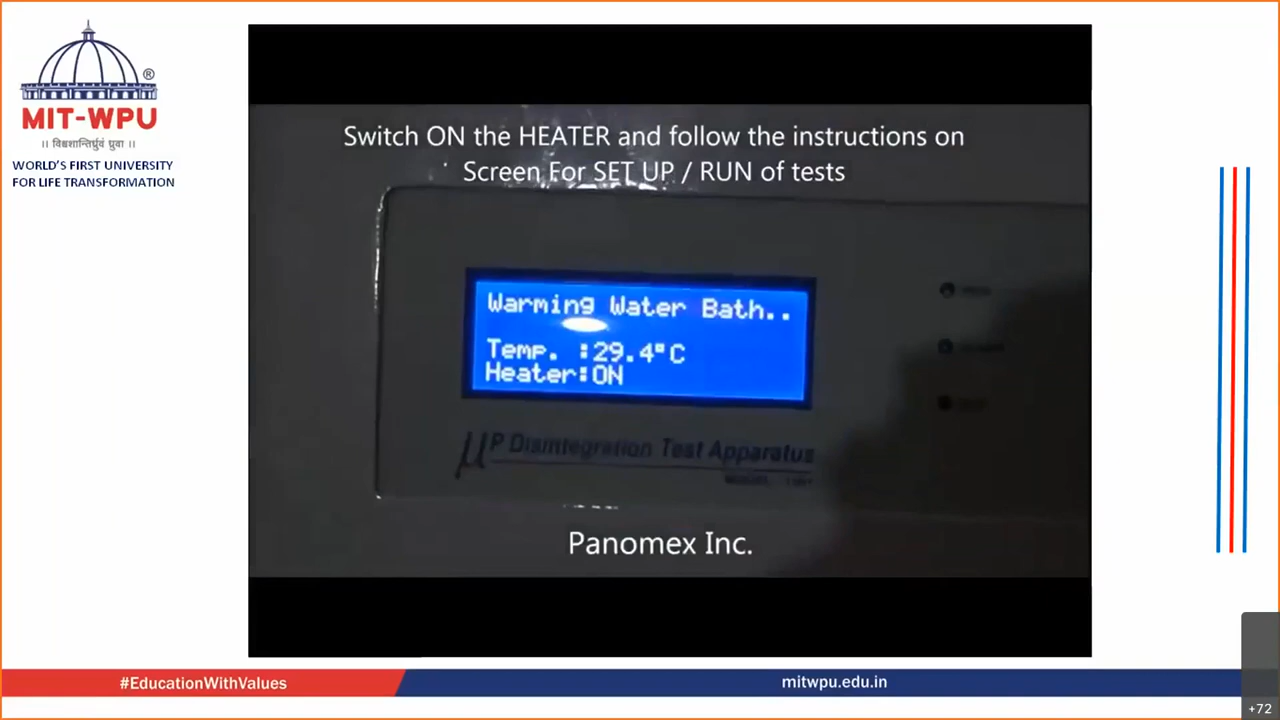 ®
MIT-WPU
॥ विश्वशान्तिर्ध्रुवं ध्रुवा ॥
WORLD'S FIRST UNIVERSITY
FOR LIFE TRANSFORMATION
Switch ON the HEATER and follow the instructions on
Screen For SET UP / RUN of tests
Warming Water Bath..
Temp. :29.4°C
Heater:ON
µP Disintegration Test Apparatus
Panomex Inc.
#EducationWithValues
mitwpu.edu.in
+72